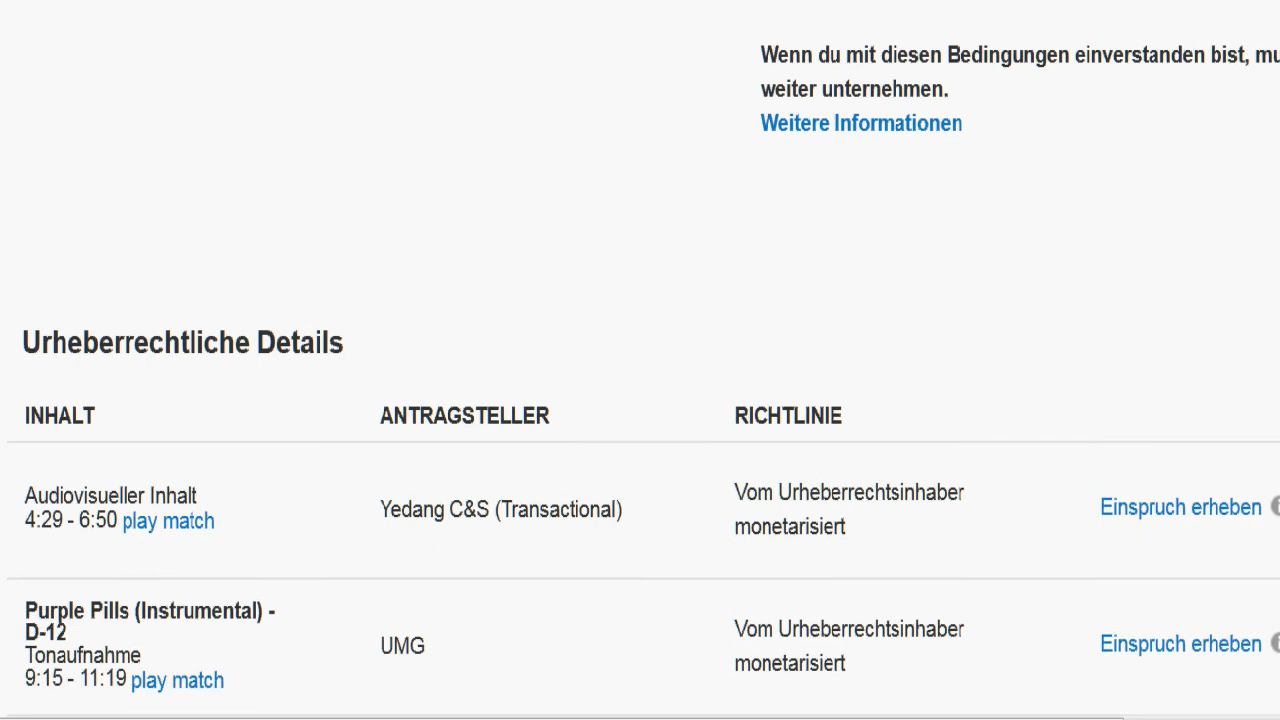 Wenn du mit diesen Bedingungen einverstanden bist,
weiter unternehmen.
Weitere Informationen
Urheberrechtliche Details
INHALT ANTRAGSTELLER RICHTLINIE
Audiovisueller Inhalt
4:29 - 6:50 play match
Yedang C&S (Transactional)
Vom Urheberrechtsinhaber
monetarisiert
Einspruch erheben
Purple Pills (Instrumental) -
D-12
Tonaufnahme
9:15 - 11:19 play match
UMG
Vom Urheberrechtsinhaber
monetarisiert
Einspruch erheben